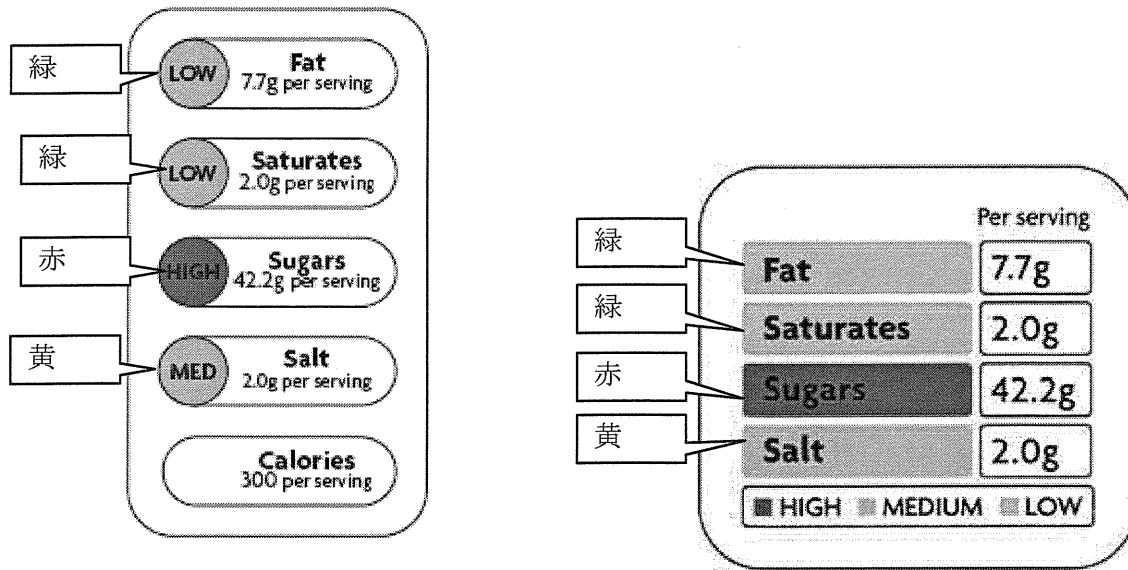 緑
LOW
Fat
7.7g per serving
緑
LOW
Saturates
2.0g per serving
赤
HIGH
Sugars
42.2g per serving
黄
MED
Salt
2.0g per serving
Calories
300 per serving
Per serving
緑
Fat 7.7g
緑
Saturates 2.0g
赤
Sugars 42.2g
黄
Salt 2.0g
HIGH MEDIUM LOW